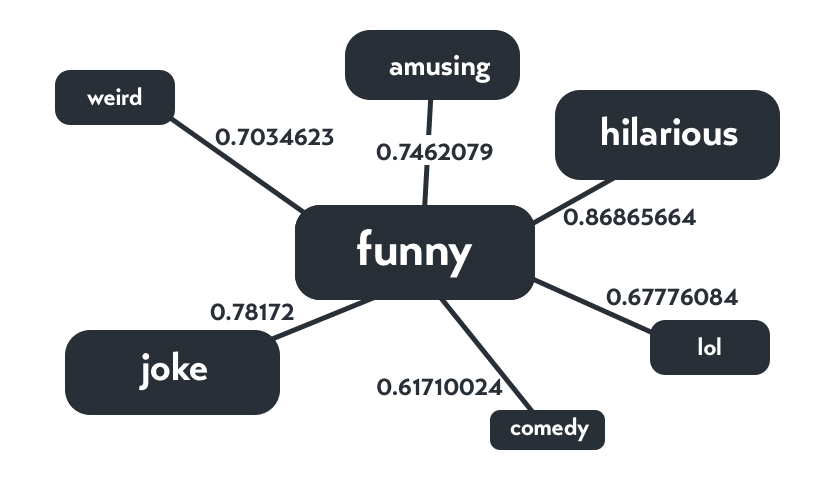 amusing
weird
hilarious
0.7034623
0.7462079
0.86865664
funny
0.67776084
0.78172
lol
joke
0.61710024
comedy